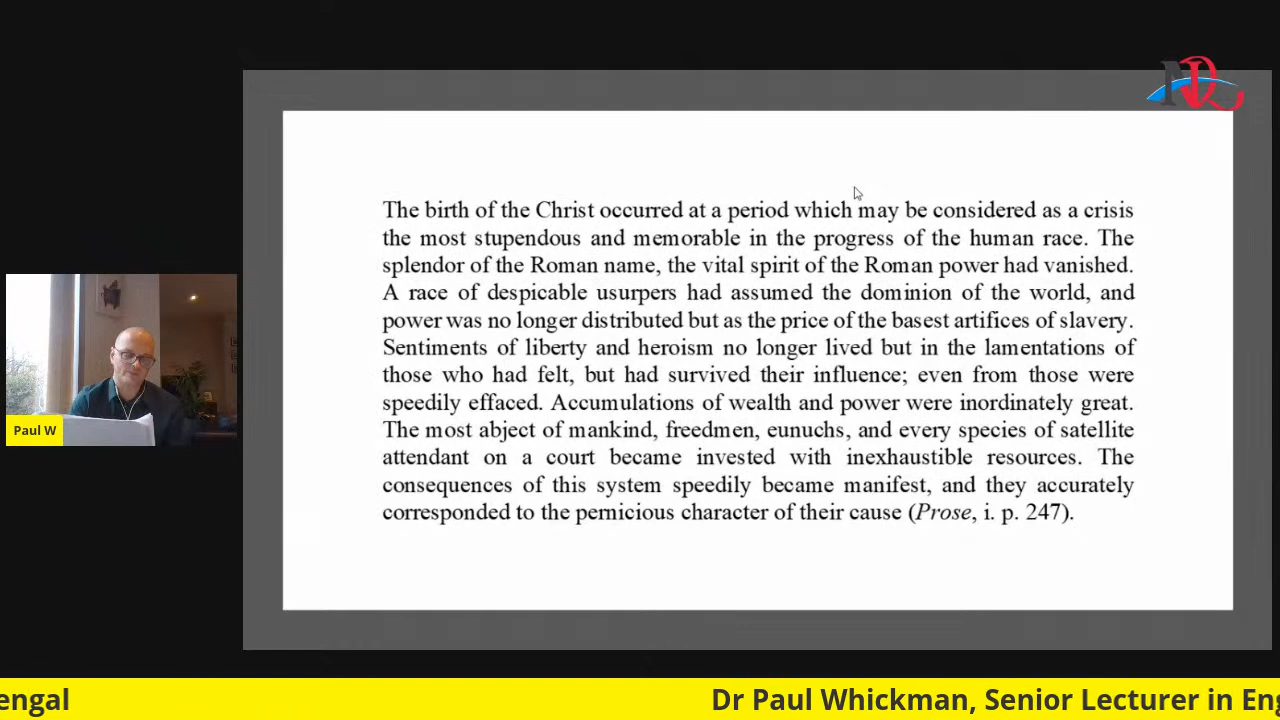 The birth of the Christ occurred at a period which may be considered as a crisis
the most stupendous and memorable in the progress of the human race. The
splendor of the Roman name, the vital spirit of the Roman power had vanished.
A race of despicable usurpers had assumed the dominion of the world, and
power was no longer distributed but as the price of the basest artifices of slavery.
Sentiments of liberty and heroism no longer lived but in the lamentations of
those who had felt, but had survived their influence; even from those were
speedily effaced. Accumulations of wealth and power were inordinately great.
The most abject of mankind, freedmen, eunuchs, and every species of satellite
attendant on a court became invested with inexhaustible resources. The
consequences of this system speedily became manifest, and they accurately
corresponded to the pernicious character of their cause (Prose, i. p. 247).
Paul W
engal
Dr Paul Whickman, Senior Lecturer in Eng